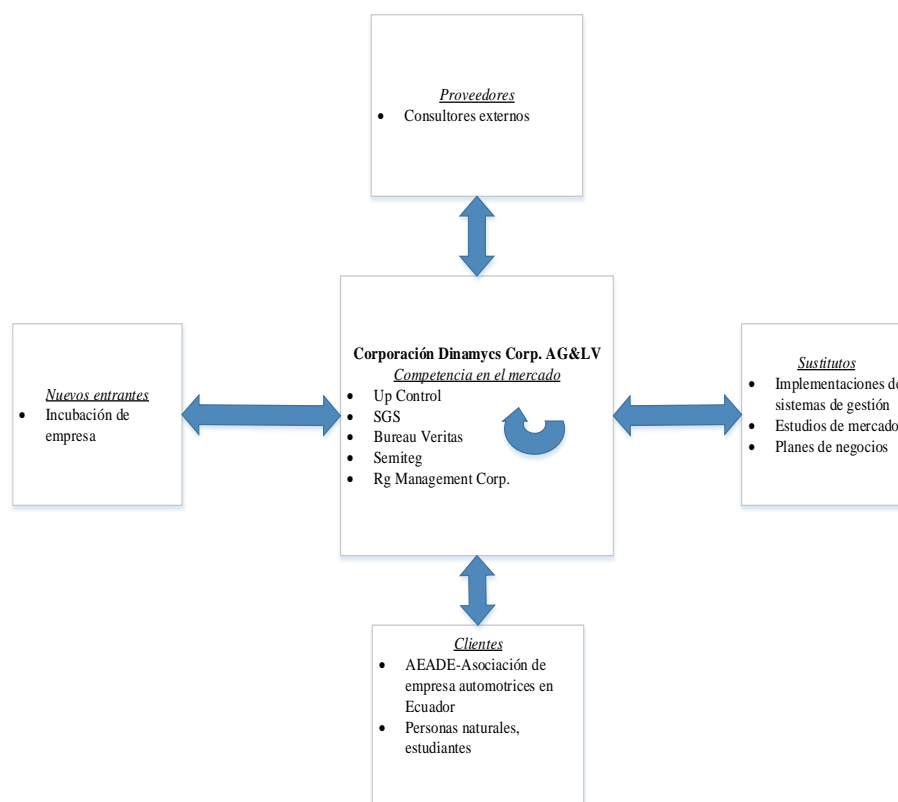 Proveedores
• Consultores externos
Corporación Dinamycs Corp. AG&LV
Competencia en el mercado
• Up Control
• SGS
• Bureau Veritas
• Semiteg
• Rg Management Corp.
Nuevos entrantes
• Incubación de
empresa
Sustitutos
• Implementaciones de
sistemas de gestión
• Estudios de mercado
• Planes de negocios
Clientes
• AEADE-Asociación de
empresa automotrices en
Ecuador
• Personas naturales,
estudiantes